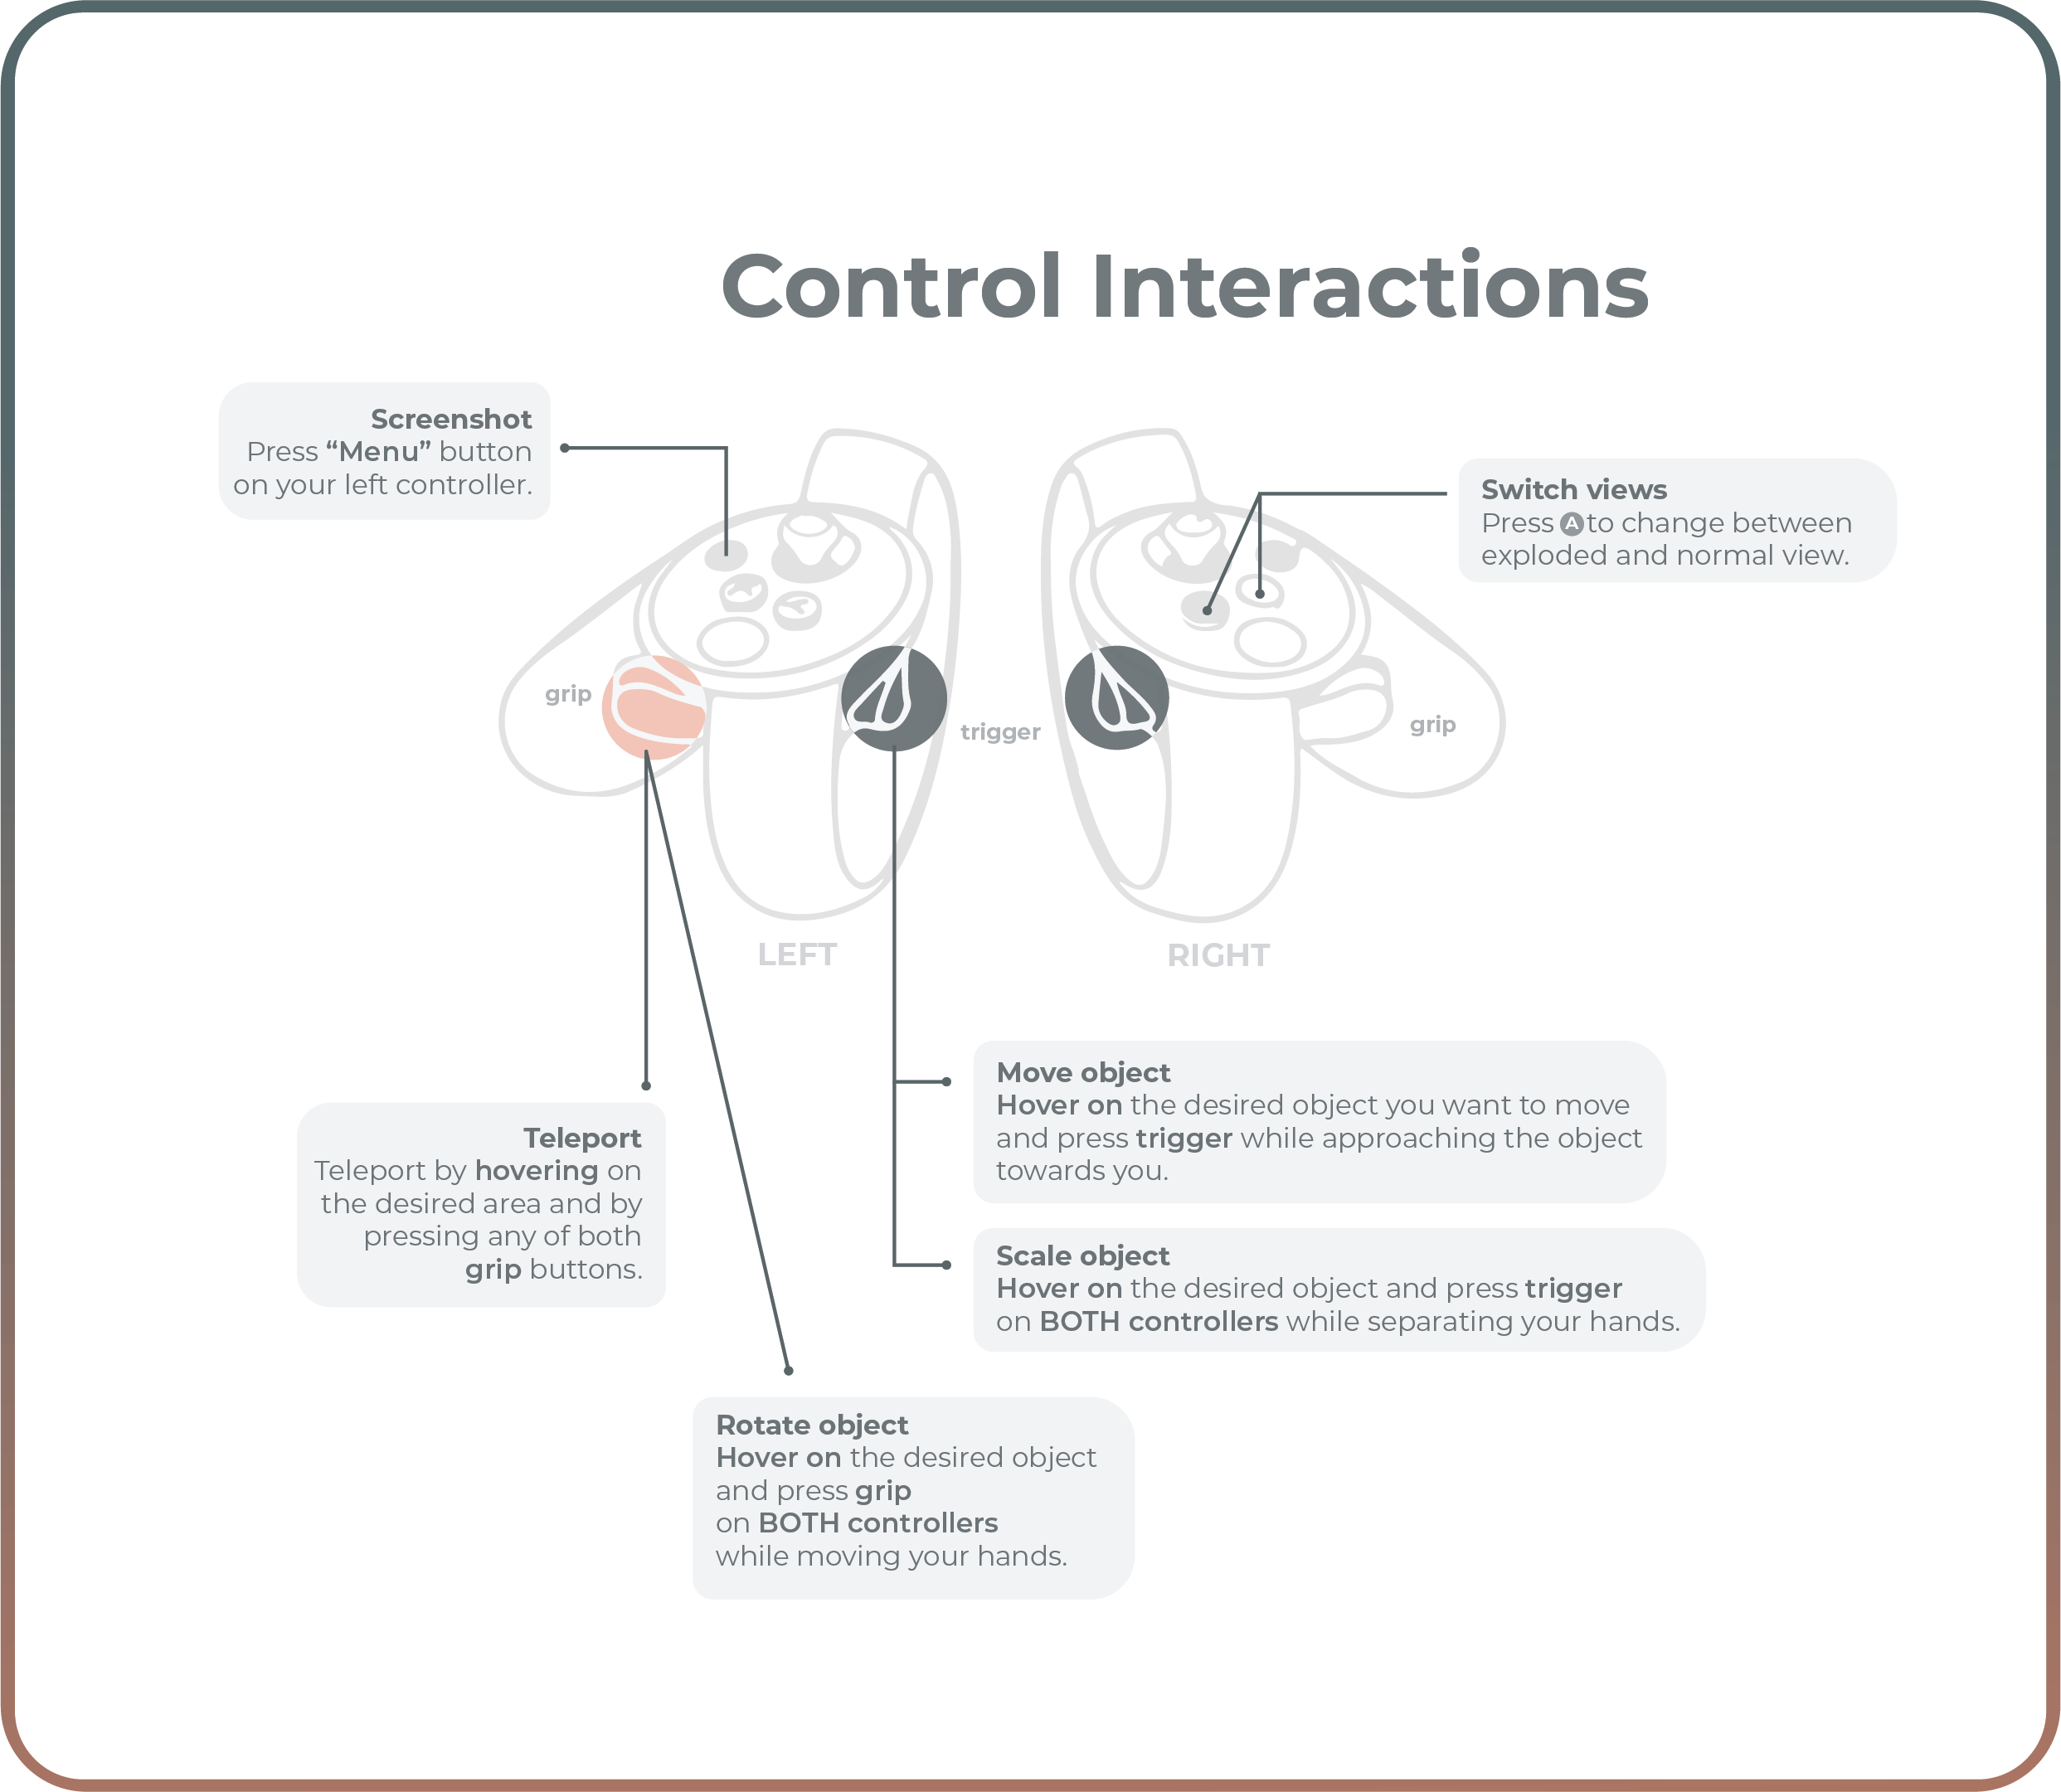 Control Interactions
Screenshot
Press “Menu” button
on your left controller.
Switch views
Press A to change between
exploded and normal view.
grip
trigger
grip
LEFT
RIGHT
Move object
Hover on the desired object you want to move
and press trigger while approaching the object
towards you.
Teleport
Teleport by hovering on
the desired area and by
pressing any of both
grip buttons.
Scale object
Hover on the desired object and press trigger
on BOTH controllers while separating your hands.
Rotate object
Hover on the desired object
and press grip
on BOTH controllers
while moving your hands.